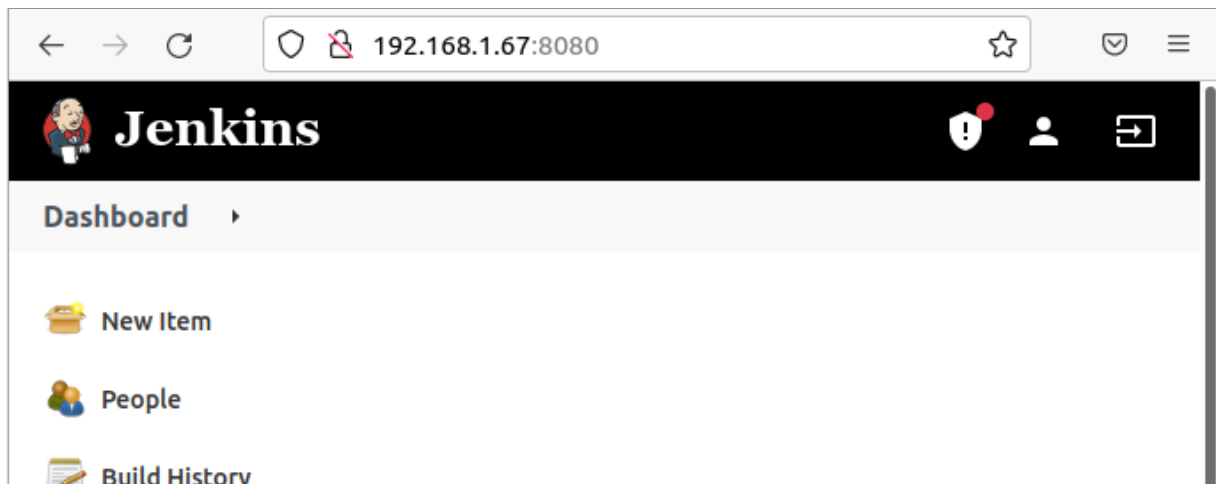 192.168.1.67:8080
Jenkins
Dashboard
New Item
People
Build History